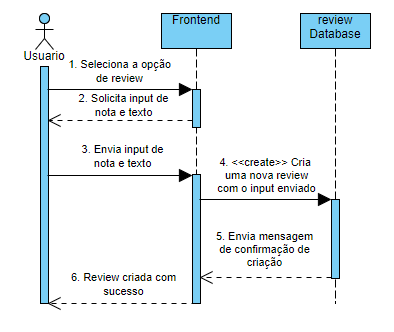 Frontend
review
Database
Usuario
1. Seleciona a opção
de review
2. Solicita input de
nota e texto
3. Envia input de
nota e texto
4. <<create>> Cria
uma nova review
com o input enviado
5. Envia mensagem
de confirmação de
criação
6. Review criada com
sucesso